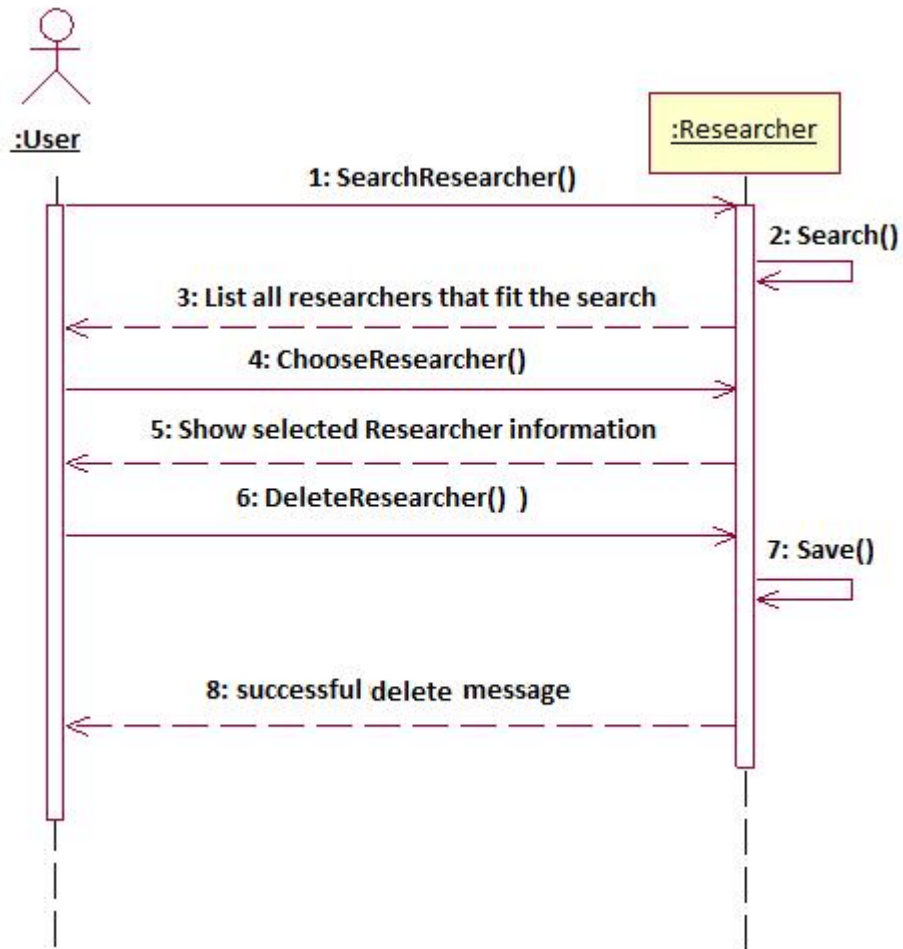 :User
:Researcher
1: SearchResearcher()
2: Search()
3: List all researchers that fit the search
4: ChooseResearcher()
5: Show selected Researcher information
6: DeleteResearcher() )
7: Save()
8: successful delete message